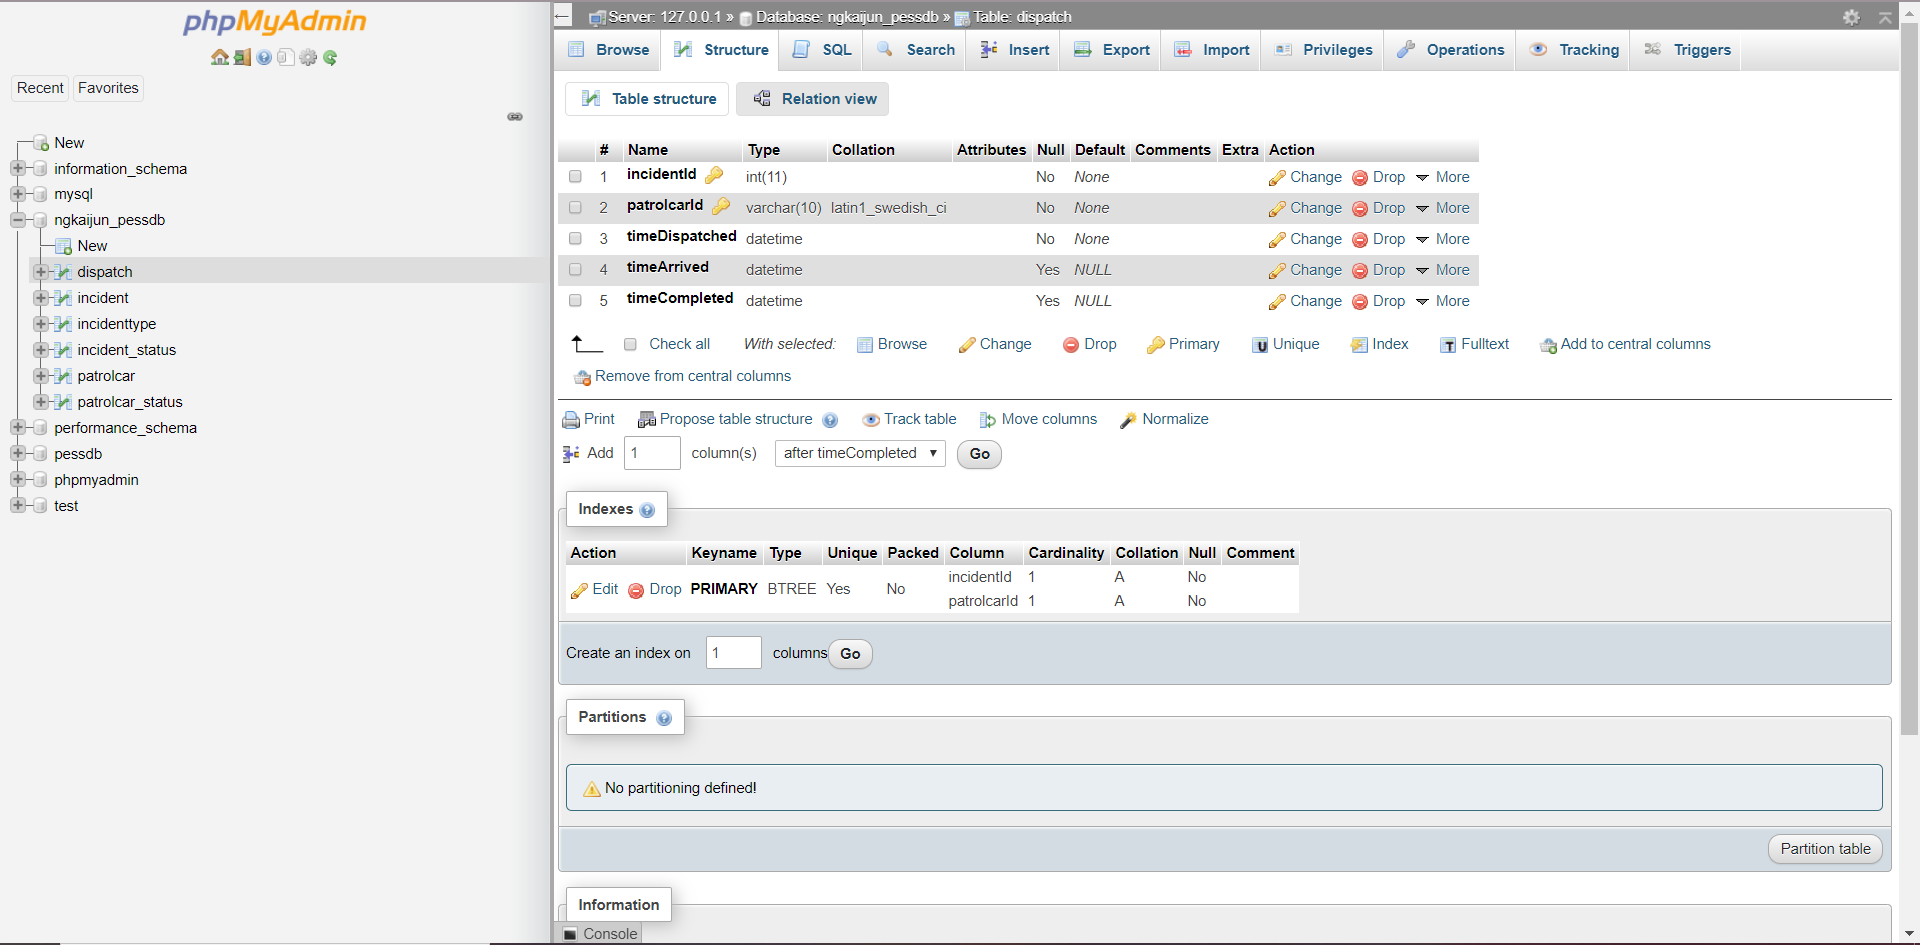 phpMyAdmin
Recent Favorites
New
information_schema
mysql
ngkaijun_pessdb
New
dispatch
incident
incidenttype
incident_status
patrolcar
patrolcar_status
performance_schema
pessdb
phpmyadmin
test
Server: 127.0.0.1 » Database: ngkaijun_pessdb » Table: dispatch
Browse Structure SQL Search Insert Export Import Privileges Operations Tracking Triggers
Table structure Relation view
# Name Type Collation Attributes Null Default Comments Extra Action
1 incidentId int(11) No None Change Drop More
2 patrolcarId varchar(10) latin1_swedish_ci No None Change Drop More
3 timeDispatched datetime No None Change Drop More
4 timeArrived datetime Yes NULL Change Drop More
5 timeCompleted datetime Yes NULL Change Drop More
Check all With selected: Browse Change Drop Primary Unique Index Fulltext Add to central columns
Remove from central columns
Print Propose table structure Track table Move columns Normalize
Add 1 column(s) after timeCompleted Go
Indexes
Action Keyname Type Unique Packed Column Cardinality Collation Null Comment
Edit Drop PRIMARY BTREE Yes No incidentId 1 A No
patrolcarId 1 A No
Create an index on 1 columns Go
Partitions
No partitioning defined!
Partition table
Information
Console